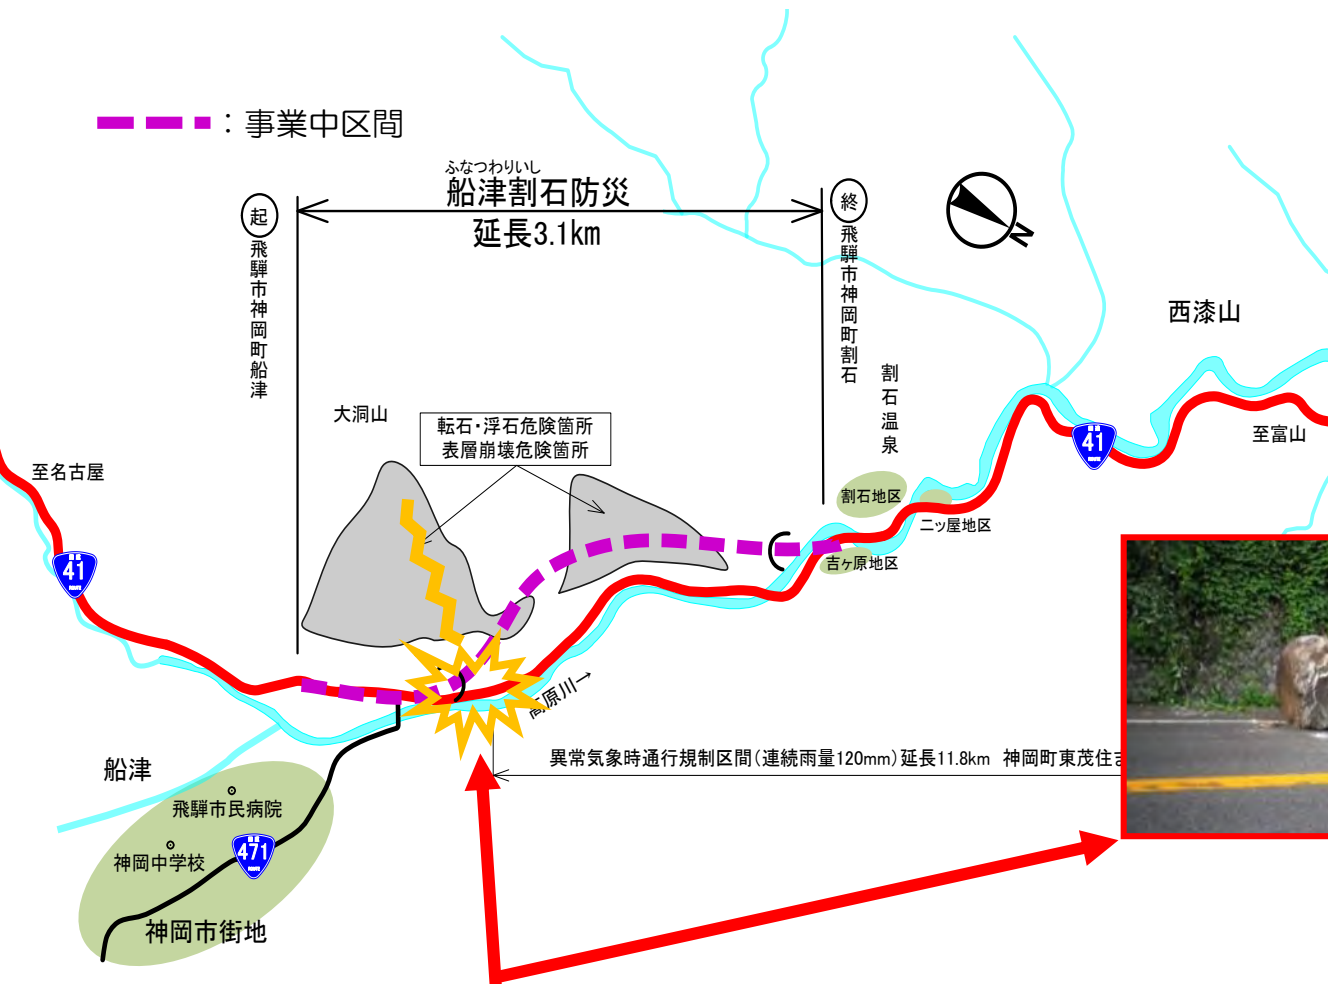 ：事業中区間
ふなつわりいし
船津割石防災
延長3.1km
起
飛騨市神岡町船津
終
飛騨市神岡町割石
N
西漆山
割石温泉
大洞山
転石・浮石危険箇所
表層崩壊危険箇所
41
至富山
至名古屋
割石地区
二ッ屋地区
吉ヶ原地区
41
高原川→
異常気象時通行規制区間(連続雨量120mm)延長11.8km 神岡町東茂住
船津
飛騨市民病院
神岡中学校
471
神岡市街地